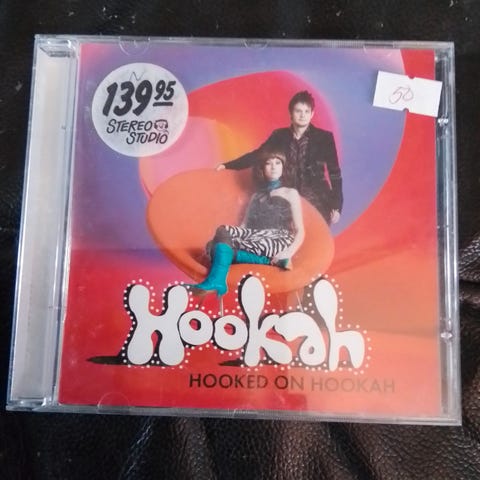 139 95
STEREO
STUDIO
50
Hookah
HOOKED ON HOOKAH